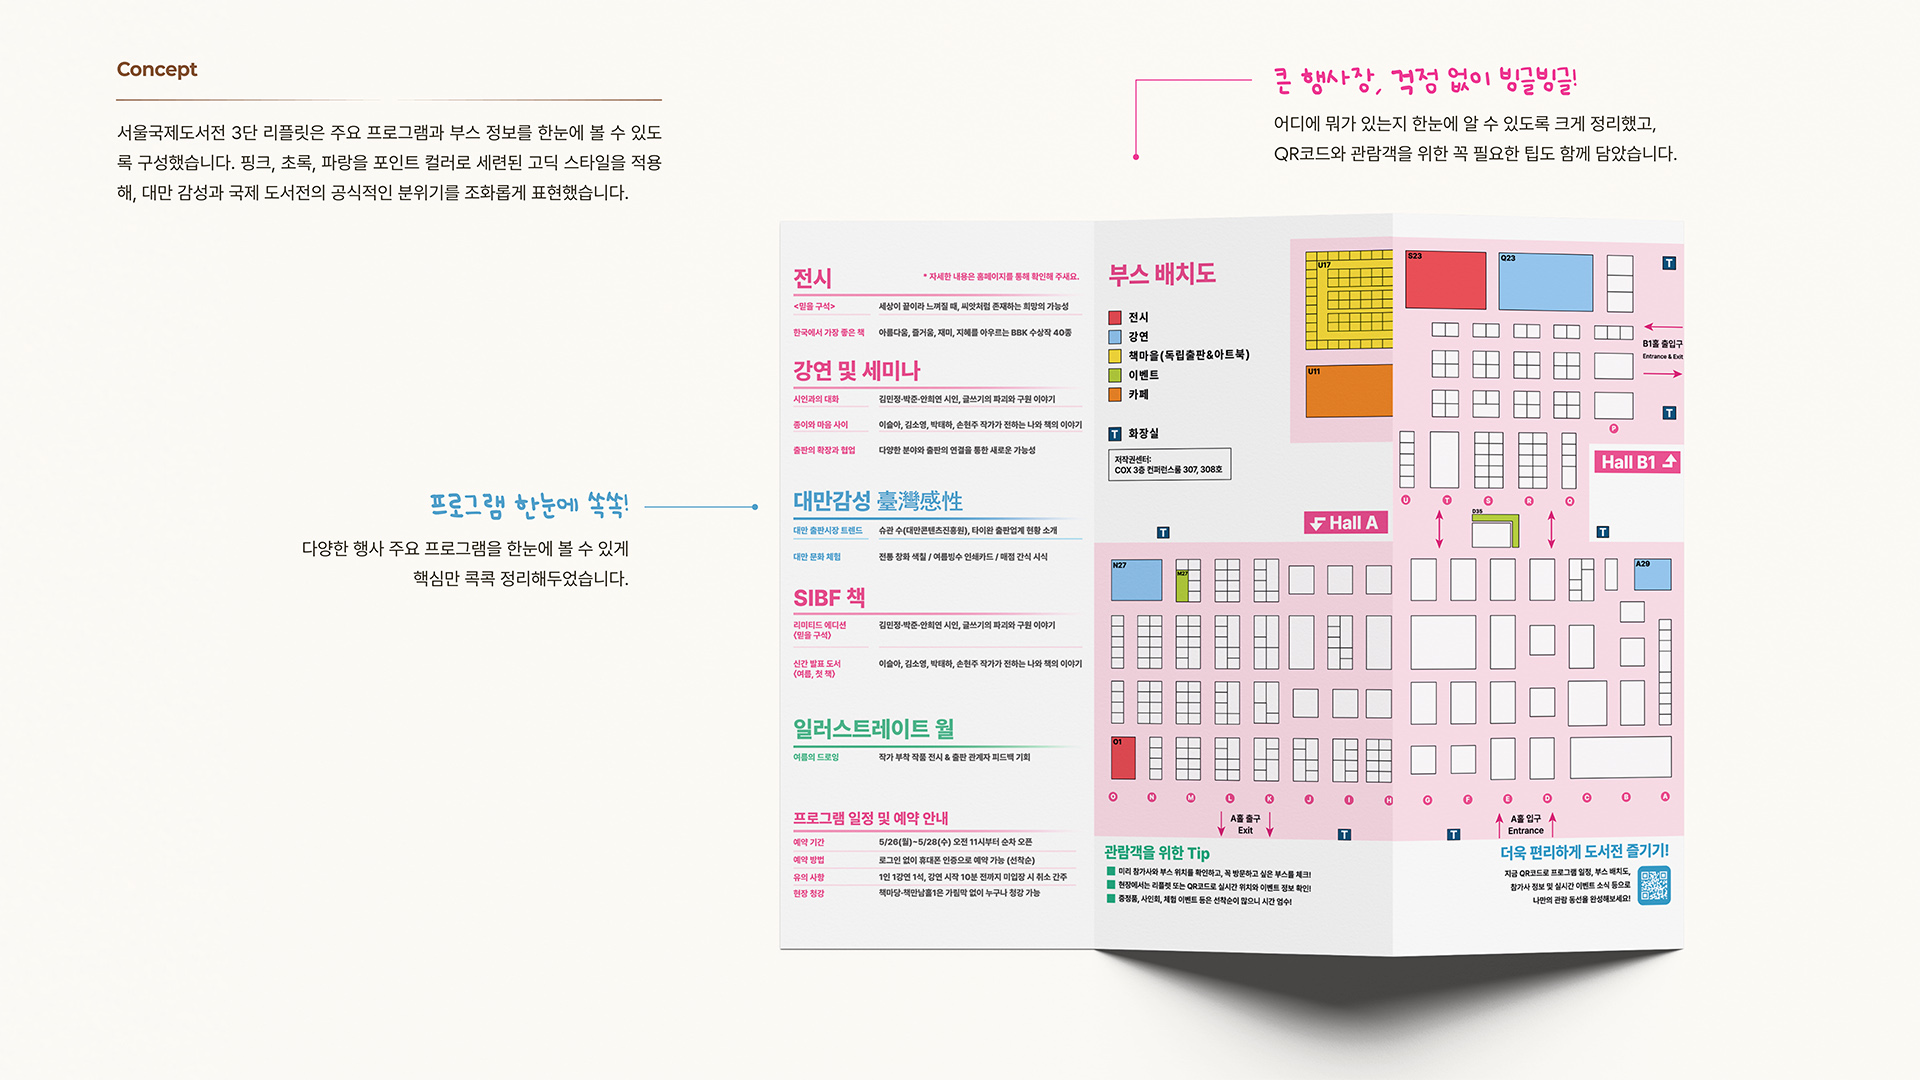 Concept
서울국제도서전 3단 리플릿은 주요 프로그램과 부스 정보를 한눈에 볼 수 있도
록 구성했습니다. 핑크, 초록, 파랑을 포인트 컬러로 세련된 고딕 스타일을 적용
해, 대만 감성과 국제 도서전의 공식적인 분위기를 조화롭게 표현했습니다.
큰 행사장, 걱정 없이 빙글빙글!
어디에 뭐가 있는지 한눈에 알 수 있도록 크게 정리했고,
QR코드와 관람객을 위한 꼭 필요한 팁도 함께 담았습니다.
프로그램 한눈에 쏙쏙!
다양한 행사 주요 프로그램을 한눈에 볼 수 있게
핵심만 콕콕 정리해두었습니다.
전시
* 자세한 내용은 홈페이지를 통해 확인해 주세요.
<믿을 구석> 세상이 끝이라 느껴질 때, 씨앗처럼 존재하는 희망의 가능성
한국에서 가장 좋은 책 아름다움, 즐거움, 재미, 지혜를 아우르는 BBK 수상작 40종
강연 및 세미나
시인과의 대화 김민정·박준·안희연 시인, 글쓰기의 파괴와 구원 이야기
종이와 마음 사이 이슬아, 김소영, 박태하, 손현주 작가가 전하는 나와 책의 이야기
출판의 확장과 협업 다양한 분야와 출판의 연결을 통한 새로운 가능성
대만감성 臺灣感性
대만 출판시장 트렌드 슈관 수(대만콘텐츠진흥원), 타이완 출판업계 현황 소개
대만 문화 체험 전통 창화 색칠 / 여름빙수 인쇄카드 / 매점 간식 시식
SIBF 책
리미티드 에디션 김민정·박준·안희연 시인, 글쓰기의 파괴와 구원 이야기
〈믿을 구석〉
신간 발표 도서 이슬아, 김소영, 박태하, 손현주 작가가 전하는 나와 책의 이야기
〈여름, 첫 책〉
일러스트레이트 월
여름의 드로잉 작가 부착 작품 전시 & 출판 관계자 피드백 기회
프로그램 일정 및 예약 안내
예약 기간 5/26(월)~5/28(수) 오전 11시부터 순차 오픈
예약 방법 로그인 없이 휴대폰 인증으로 예약 가능 (선착순)
유의 사항 1인 1강연 1석, 강연 시작 10분 전까지 미입장 시 취소 간주
현장 청강 책마당·책만남홀1은 가림막 없이 누구나 청강 가능
부스 배치도
전시
강연
책마을(독립출판&아트북)
이벤트
카페
T 화장실
저작권센터:
COX 3층 컨퍼런스룸 307, 308호
U17
U11
S23
Q23
T
B1홀 출입구
Entrance & Exit
T
P
Hall B1
U T S R Q
D35
T
Hall A
T
N27
M27
A29
O1
O N M L K J I H G F E D C B A
A홀 출구
Exit
T
T
A홀 입구
Entrance
관람객을 위한 Tip
미리 참가사와 부스 위치를 확인하고, 꼭 방문하고 싶은 부스를 체크!
현장에서는 리플렛 또는 QR코드로 실시간 위치와 이벤트 정보 확인!
증정품, 사인회, 체험 이벤트 등은 선착순이 많으니 시간 엄수!
더욱 편리하게 도서전 즐기기!
지금 QR코드로 프로그램 일정, 부스 배치도,
참가사 정보 및 실시간 이벤트 소식 등으로
나만의 관람 동선을 완성해보세요!